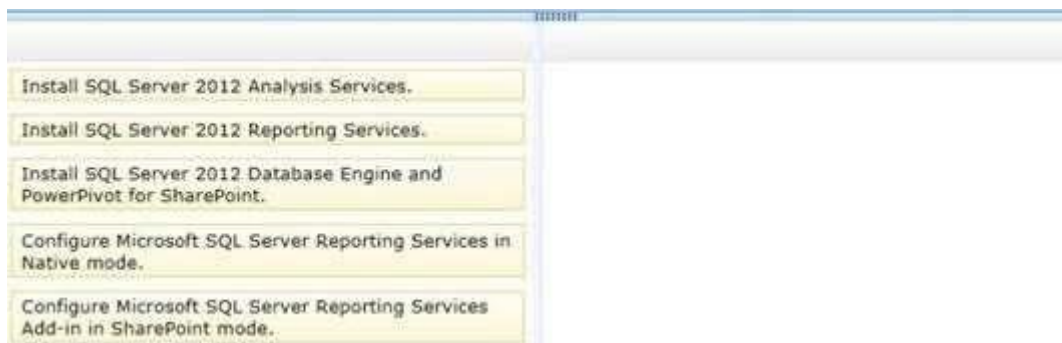 Install SQL Server 2012 Analysis Services.
Install SQL Server 2012 Reporting Services.
Install SQL Server 2012 Database Engine and
PowerPivot for SharePoint.
Configure Microsoft SQL Server Reporting Services in
Native mode.
Configure Microsoft SQL Server Reporting Services
Add-in in SharePoint mode.